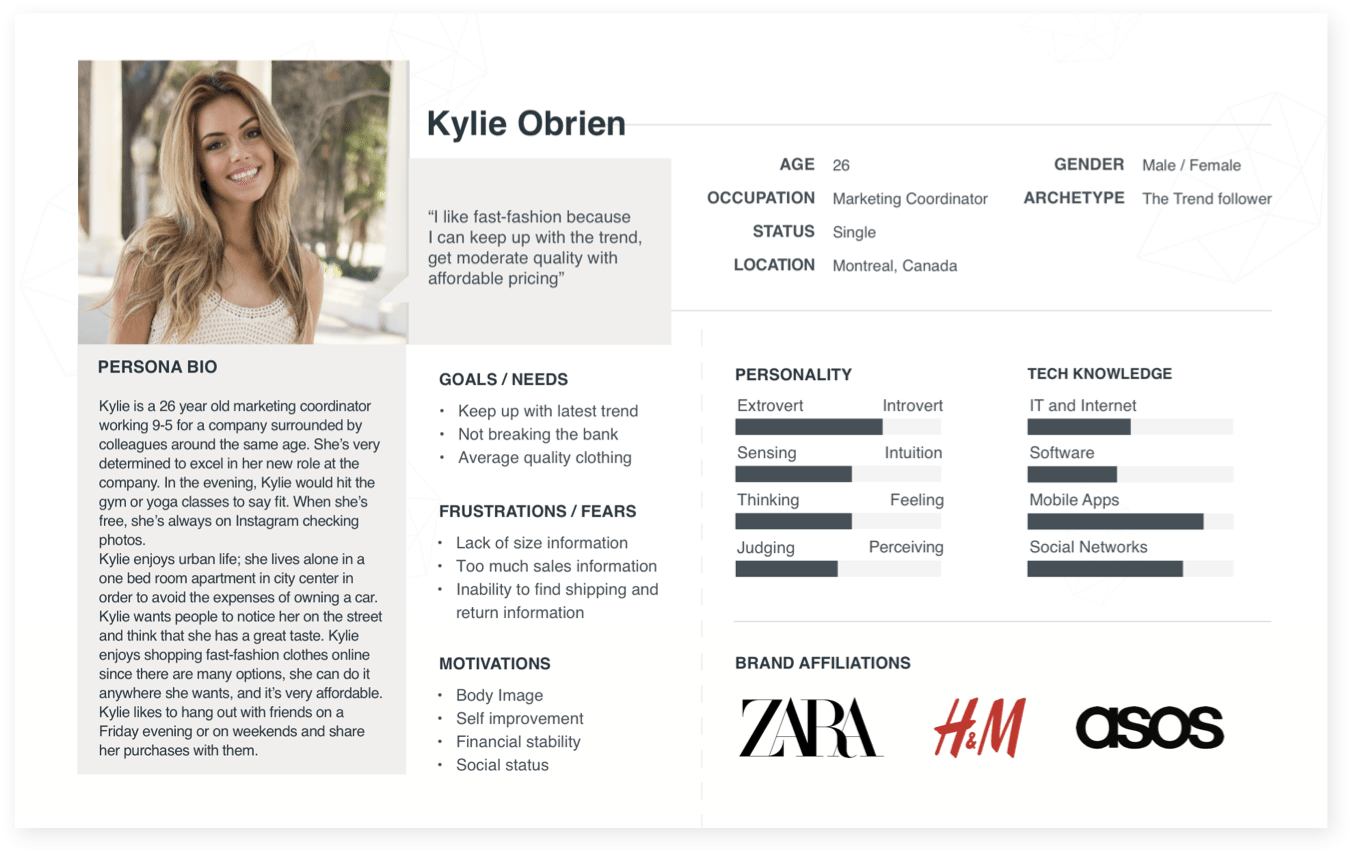 Kylie Obrien
“I like fast-fashion because
I can keep up with the trend,
get moderate quality with
affordable pricing”
AGE 26
OCCUPATION Marketing Coordinator
STATUS Single
LOCATION Montreal, Canada
GENDER Male / Female
ARCHETYPE The Trend follower
PERSONA BIO
Kylie is a 26 year old marketing coordinator
working 9-5 for a company surrounded by
colleagues around the same age. She’s very
determined to excel in her new role at the
company. In the evening, Kylie would hit the
gym or yoga classes to say fit. When she’s
free, she’s always on Instagram checking
photos.
Kylie enjoys urban life; she lives alone in a
one bed room apartment in city center in
order to avoid the expenses of owning a car.
Kylie wants people to notice her on the street
and think that she has a great taste. Kylie
enjoys shopping fast-fashion clothes online
since there are many options, she can do it
anywhere she wants, and it’s very affordable.
Kylie likes to hang out with friends on a
Friday evening or on weekends and share
her purchases with them.
GOALS / NEEDS
• Keep up with latest trend
• Not breaking the bank
• Average quality clothing
FRUSTRATIONS / FEARS
• Lack of size information
• Too much sales information
• Inability to find shipping and
return information
MOTIVATIONS
• Body Image
• Self improvement
• Financial stability
• Social status
PERSONALITY
Extrovert Introvert
Sensing Intuition
Thinking Feeling
Judging Perceiving
TECH KNOWLEDGE
IT and Internet
Software
Mobile Apps
Social Networks
BRAND AFFILIATIONS
ZARA H&M asos